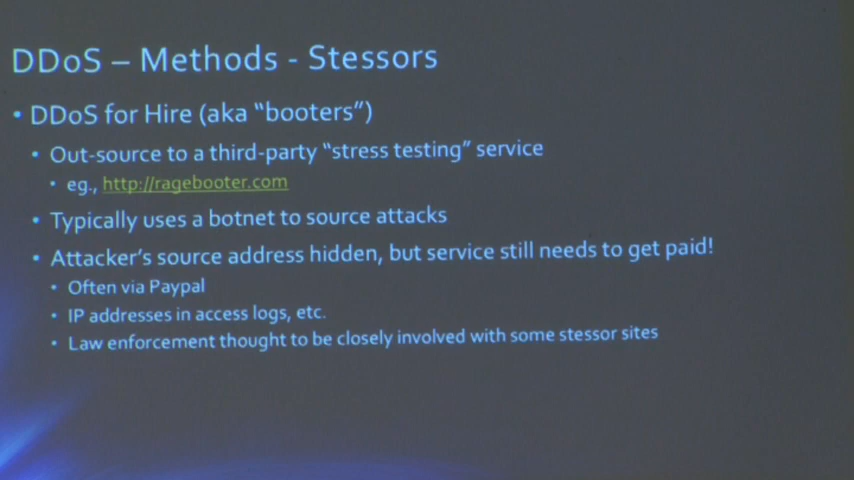 DDoS – Methods - Stessors
• DDoS for Hire (aka “booters”)
• Out-source to a third-party “stress testing” service
• eg., http://ragebooter.com
• Typically uses a botnet to source attacks
• Attacker’s source address hidden, but service still needs to get paid!
• Often via Paypal
• IP addresses in access logs, etc.
• Law enforcement thought to be closely involved with some stessor sites